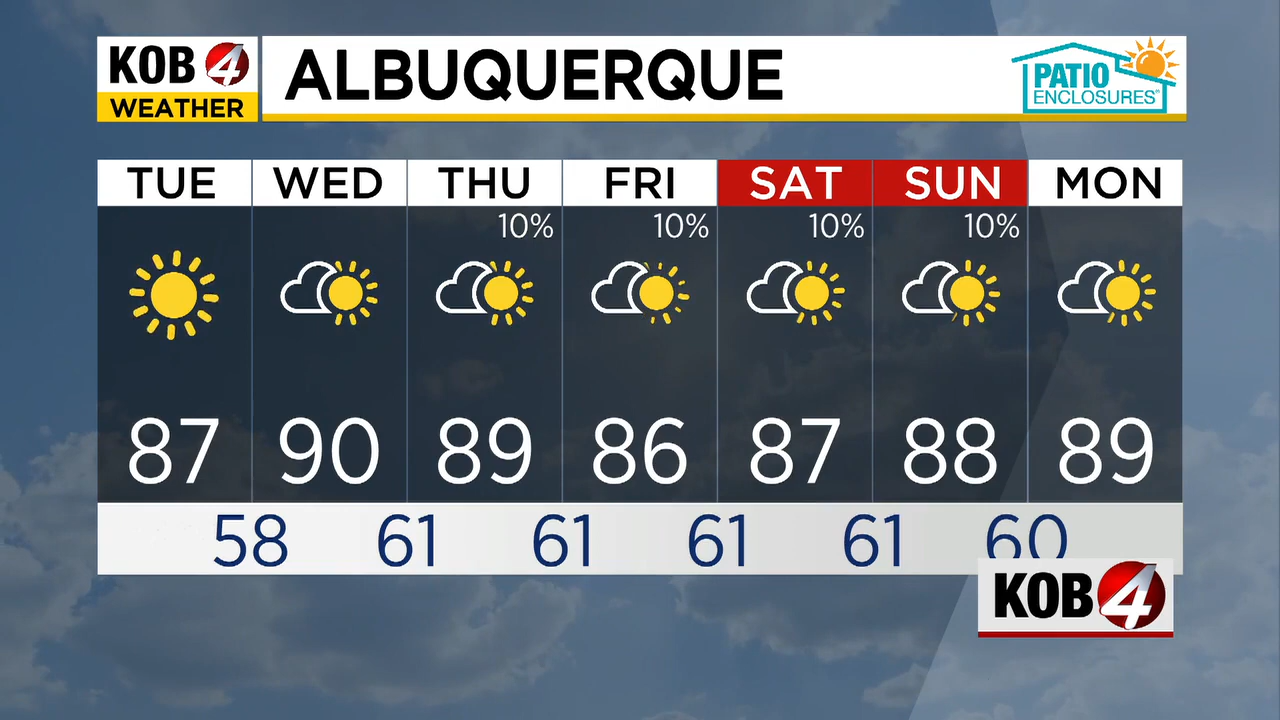 KOB 4
WEATHER
ALBUQUERQUE
PATIO
ENCLOSURES®
TUE WED THU FRI SAT SUN MON
10% 10% 10% 10%
87 90 89 86 87 88 89
58 61 61 61 61 60
KOB 4